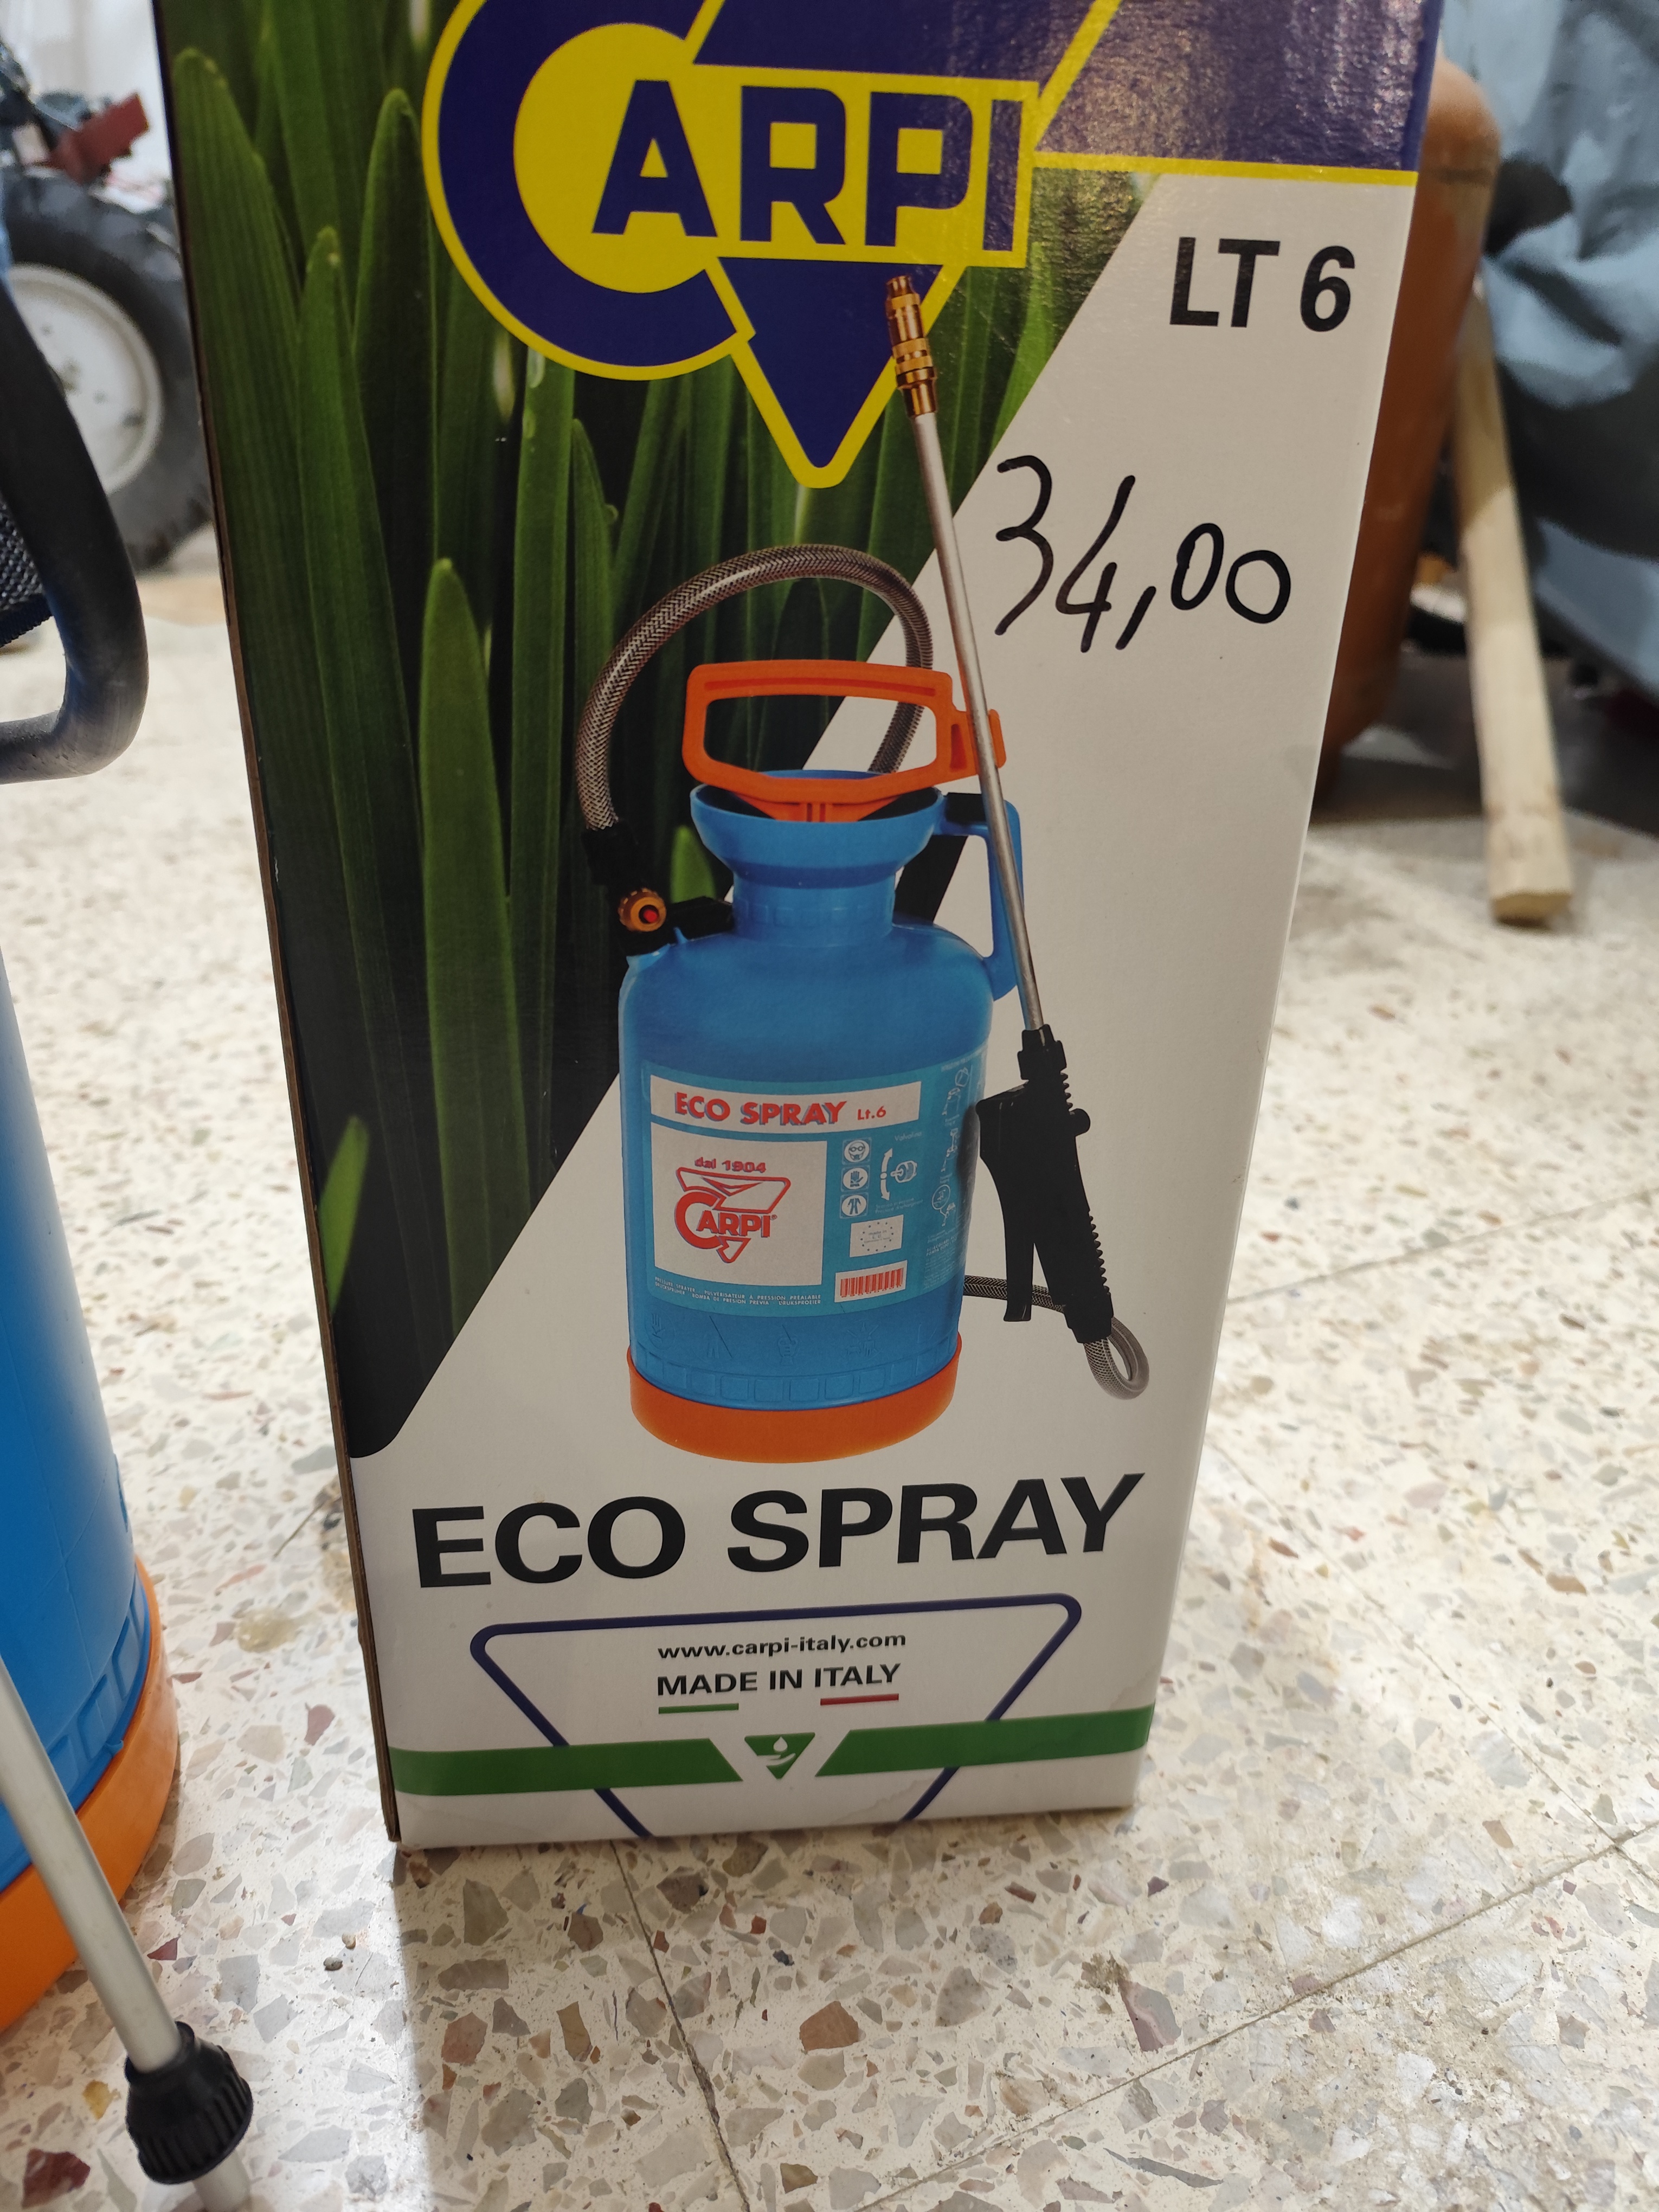 CARPI
LT 6
34,00
ECO SPRAY Lt.6
dal 1904
CARPI
ECO SPRAY
www.carpi-italy.com
MADE IN ITALY